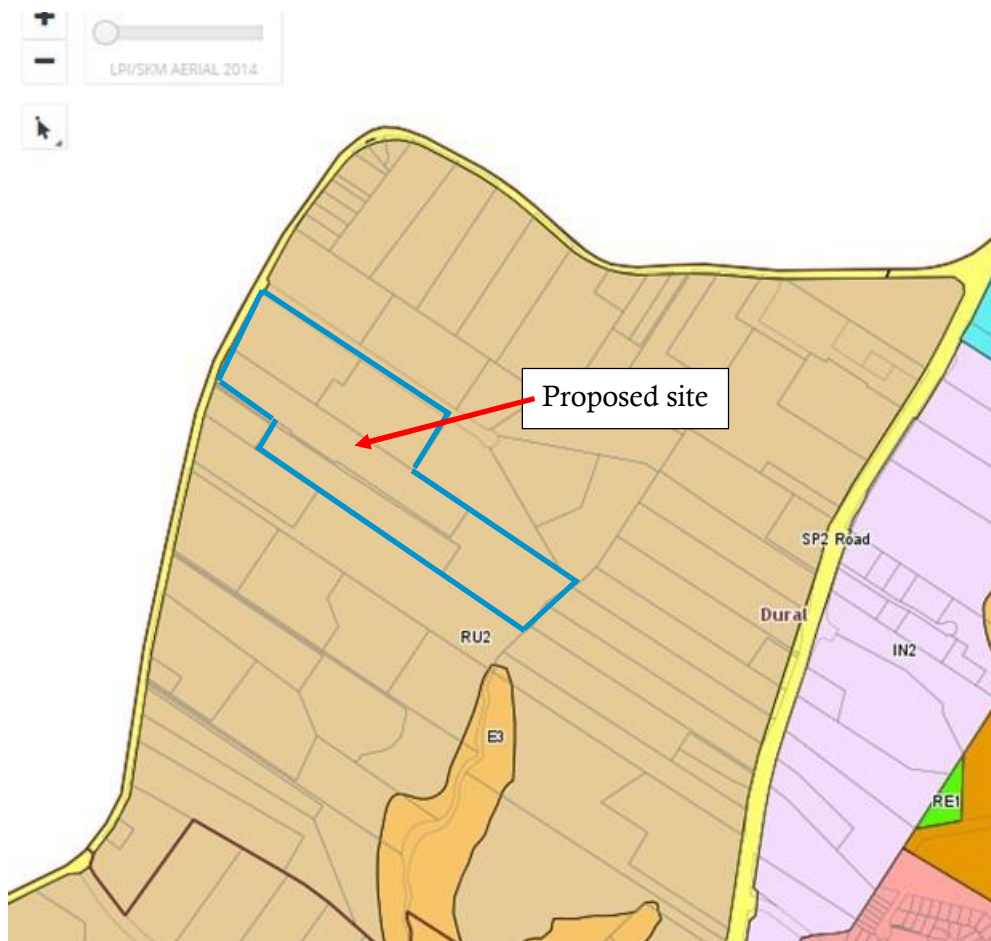 +
−
LPI/SKM AERIAL 2014
Proposed site
SP2 Road
Dural
RU2
IN2
E3
RE1